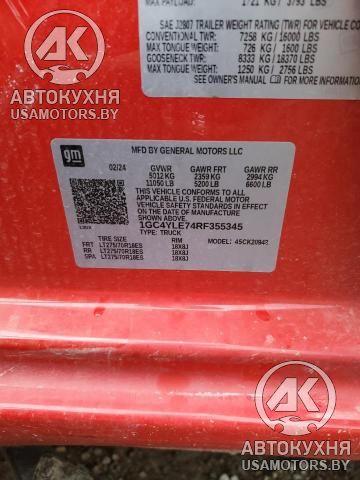 MAX PAYLOAD: 1721 KG / 3793 LBS
SAE J2807 TRAILER WEIGHT RATING (TWR) FOR VEHICLE
CONVENTIONAL TWR: 7258 KG / 16000 LBS
MAX TONGUE WEIGHT: 726 KG / 1600 LBS
GOOSENECK TWR: 8333 KG / 18370 LBS
MAX TONGUE WEIGHT: 1250 KG / 2756 LBS
SEE OWNER'S MANUAL
AK
АВТОКУХНЯ
USAMOTORS.BY
gm
MFD BY GENERAL MOTORS LLC
02/24 GVWR GAWR FRT GAWR RR
5012 KG 2359 KG 2994 KG
11050 LB 5200 LB 6600 LB
THIS VEHICLE CONFORMS TO ALL
APPLICABLE U.S. FEDERAL MOTOR VEHICLE
SAFETY STANDARDS IN EFFECT ON THE DATE
OF MANUFACTURE SHOWN ABOVE.
1GC4YLE74RF355345
TYPE: TRUCK
TIRE SIZE RIM
FRT LT275/70R18ES 18X8J
RR LT275/70R18ES 18X8J
SPA LT275/70R18ES 18X8J
AK
АВТОКУХНЯ
USAMOTORS.BY